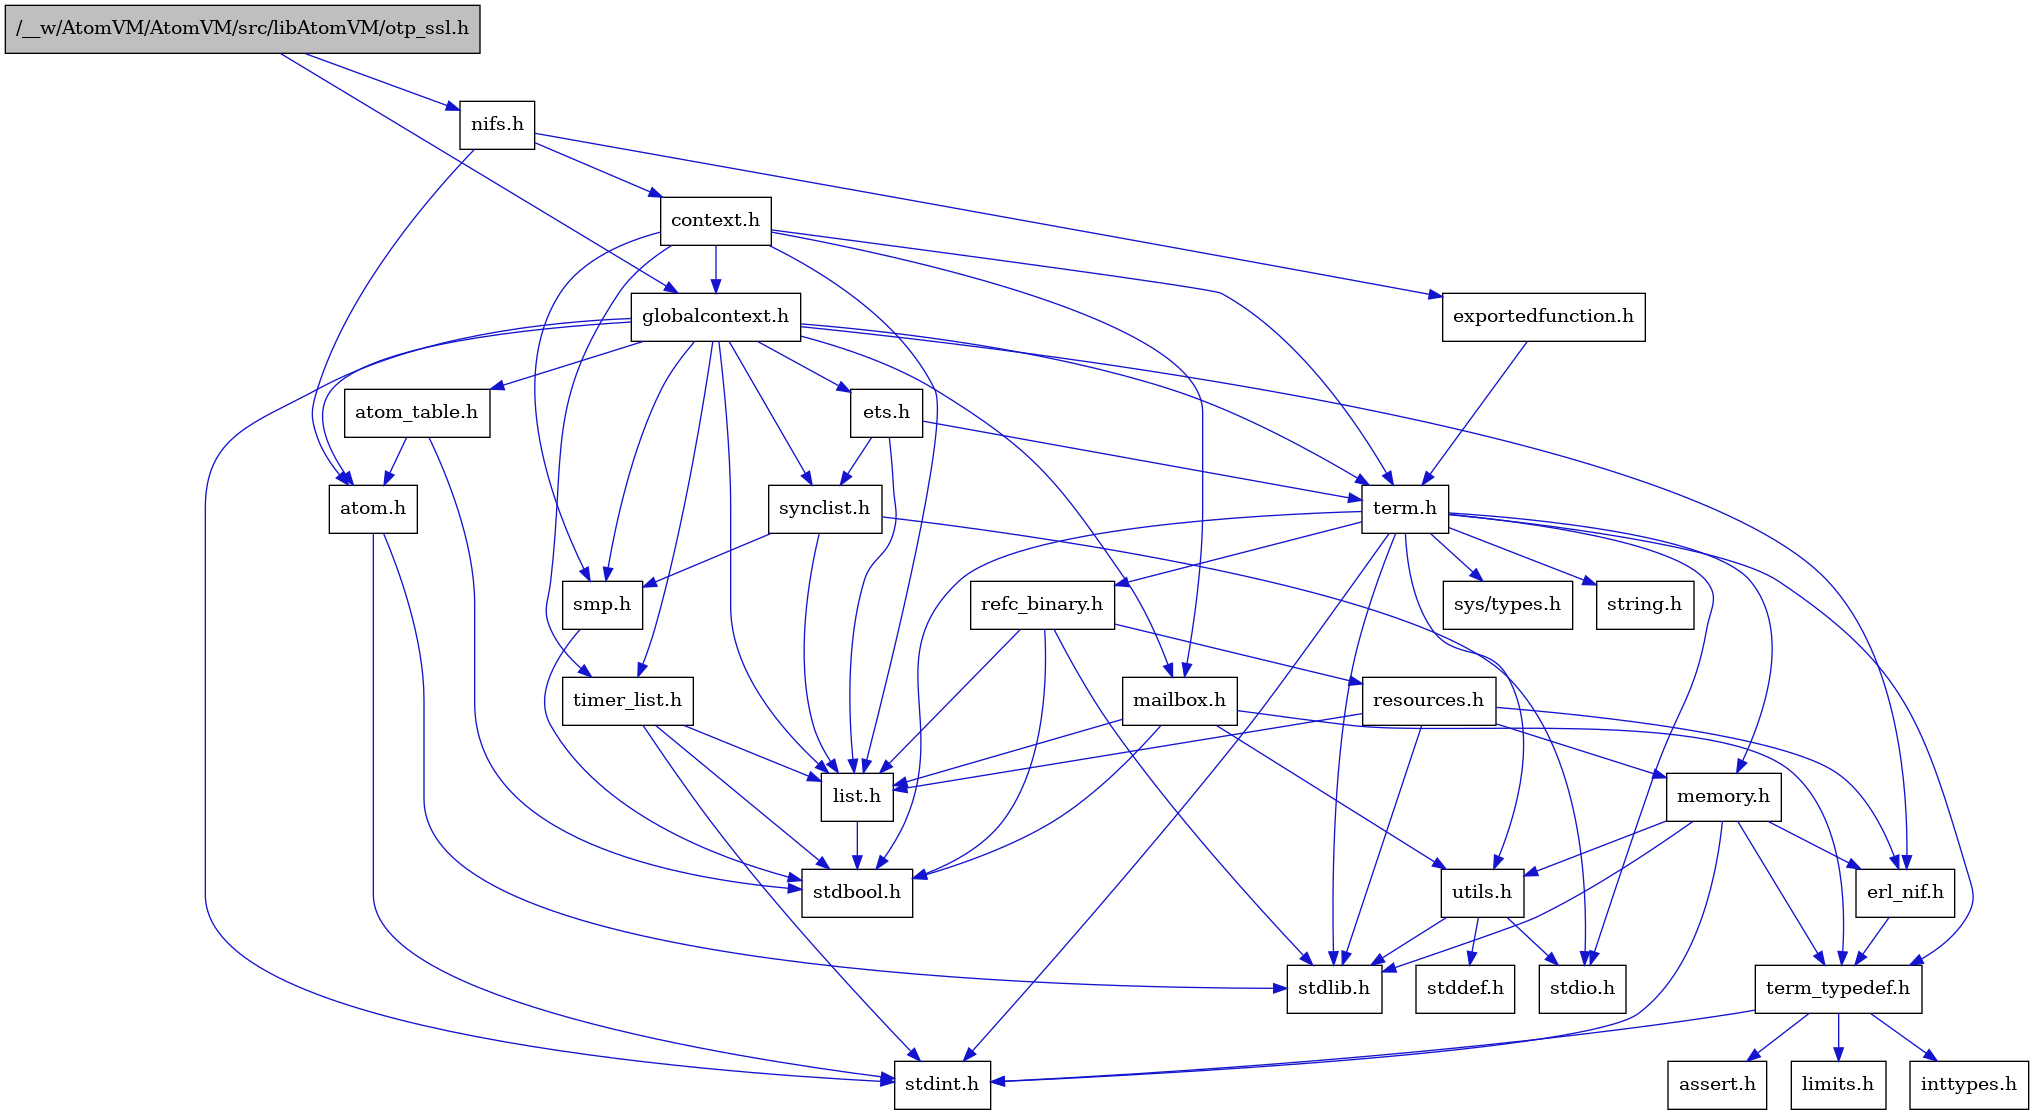 /__w/AtomVM/AtomVM/src/libAtomVM/otp_ssl.h
nifs.h
context.h
globalcontext.h
exportedfunction.h
atom_table.h
ets.h
atom.h
synclist.h
term.h
smp.h
refc_binary.h
sys/types.h
string.h
timer_list.h
mailbox.h
resources.h
list.h
memory.h
stdbool.h
utils.h
erl_nif.h
stdlib.h
stddef.h
stdio.h
term_typedef.h
stdint.h
assert.h
limits.h
inttypes.h